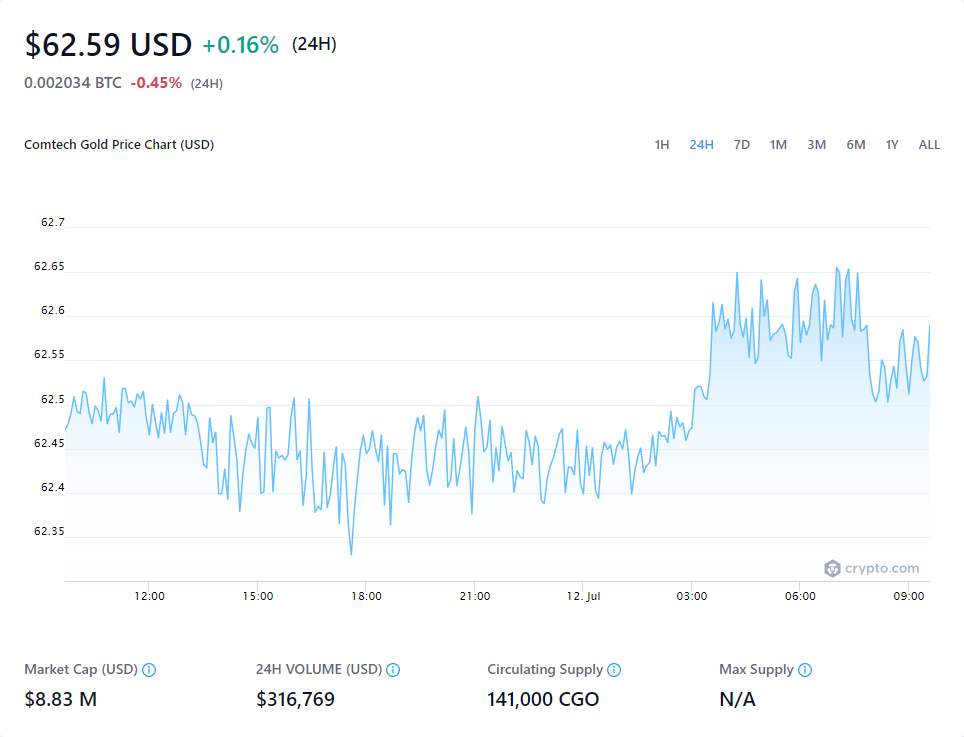 $62.59 USD +0.16% (24H)
0.002034 BTC -0.45% (24H)
Comtech Gold Price Chart (USD) 1H 24H 7D 1M 3M 6M 1Y ALL
62.7
62.65
62.6
62.55
62.5
62.45
62.4
62.35
crypto.com
12:00 15:00 18:00 21:00 12. Jul 03:00 06:00 09:00
Market Cap (USD) 24H VOLUME (USD) Circulating Supply Max Supply
$8.83 M $316,769 141,000 CGO N/A